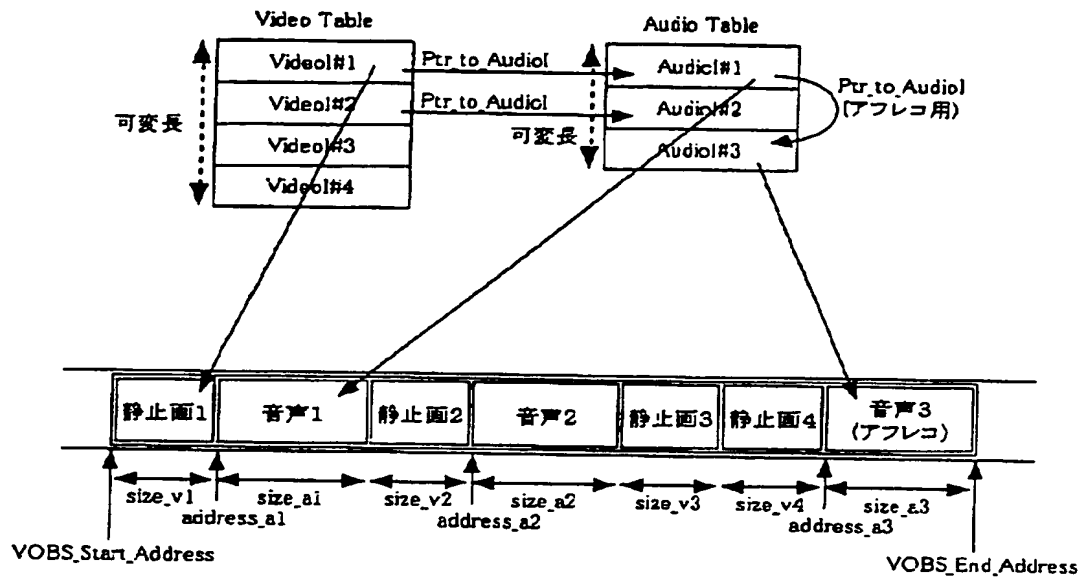 Video Table
Audio Table
VideoI#1
VideoI#2
VideoI#3
VideoI#4
可変長
Ptr_to_AudioI
Ptr_to_AudioI
AudioI#1
AudioI#2
AudioI#3
可変長
Ptr_to_AudioI
(アフレコ用)
静止画1
音声1
静止画2
音声2
静止画3
静止画4
音声3
(アフレコ)
size_v1
size_a1
size_v2
size_a2
size_v3
size_v4
size_a3
address_a1
address_a2
address_a3
VOBS_Start_Address
VOBS_End_Address